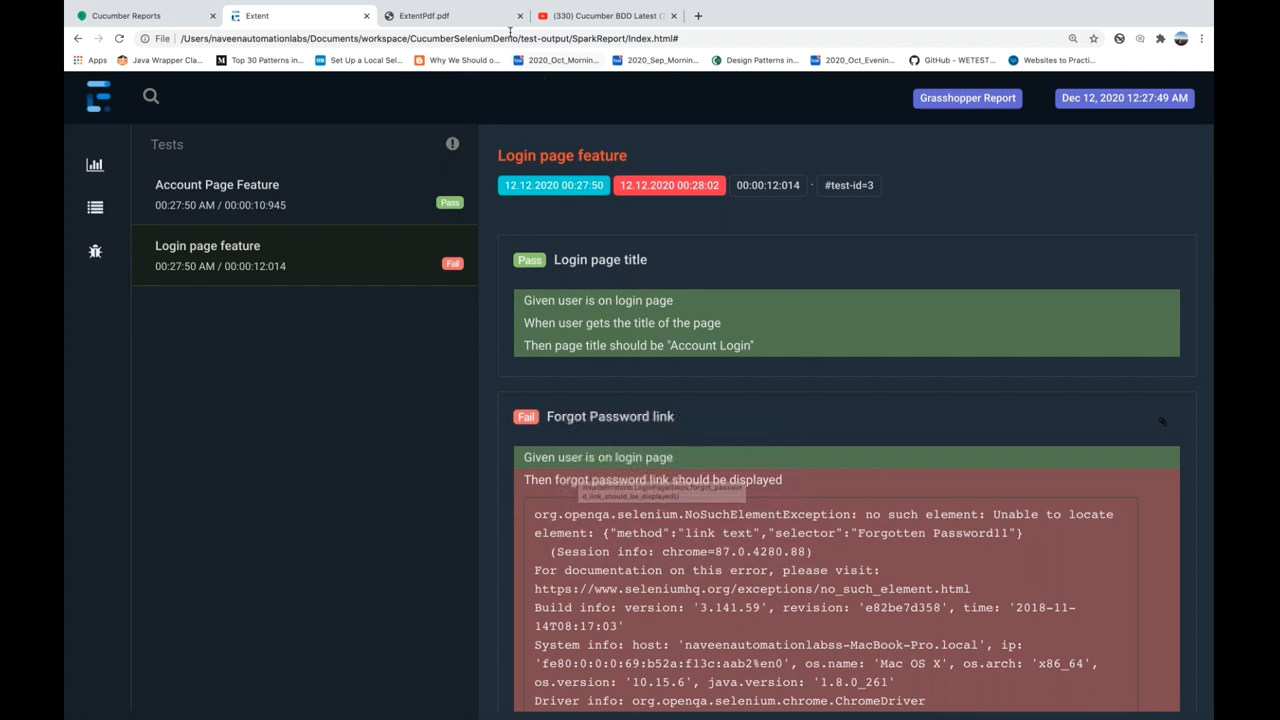 Cucumber Reports
Extent
ExtentPdf.pdf
(330) Cucumber BDD Latest (
File
/Users/naveenautomationlabs/Documents/workspace/CucumberSeleniumDemo/test-output/SparkReport/Index.html#
Apps
Java Wrapper Cla...
Top 30 Patterns in...
Set Up a Local Sel...
Why We Should o...
2020_Oct_Mornin...
2020_Sep_Mornin...
Design Patterns in...
2020_Oct_Evenin...
GitHub - WETEST...
Websites to Practi...
Grasshopper Report
Dec 12, 2020 12:27:49 AM
Tests
Account Page Feature
00:27:50 AM / 00:00:10:945
Pass
Login page feature
00:27:50 AM / 00:00:12:014
Fail
Login page feature
12.12.2020 00:27:50
12.12.2020 00:28:02
00:00:12:014
·
#test-id=3
Pass
Login page title
Given user is on login page
When user gets the title of the page
Then page title should be "Account Login"
Fail
Forgot Password link
Given user is on login page
Then forgot password link should be displayed
d_link_should_be_displayed()
org.openqa.selenium.NoSuchElementException: no such element: Unable to locate
element: {"method":"link text","selector":"Forgotten Password11"}
(Session info: chrome=87.0.4280.88)
For documentation on this error, please visit:
https://www.seleniumhq.org/exceptions/no_such_element.html
Build info: version: '3.141.59', revision: 'e82be7d358', time: '2018-11-
14T08:17:03'
System info: host: 'naveenautomationlabss-MacBook-Pro.local', ip:
'fe80:0:0:0:69:b52a:f13c:aab2%en0', os.name: 'Mac OS X', os.arch: 'x86_64',
os.version: '10.15.6', java.version: '1.8.0_261'
Driver info: org.openqa.selenium.chrome.ChromeDriver